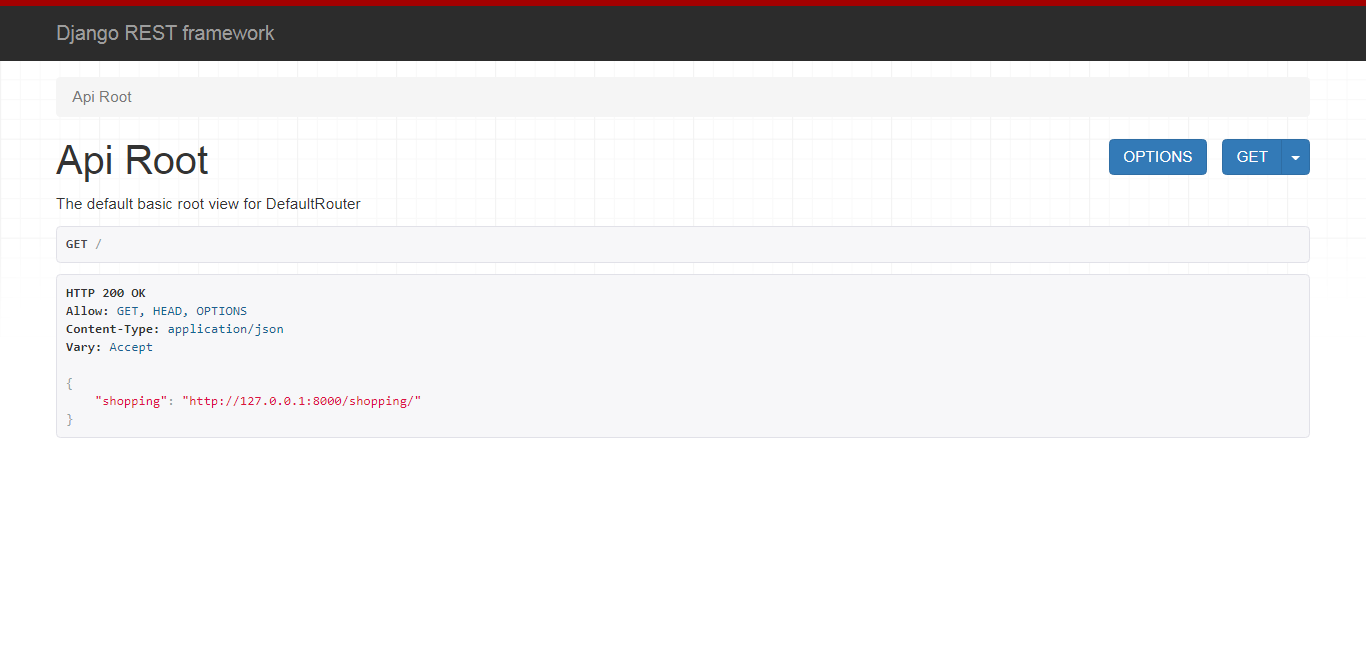 Django REST framework
Api Root
Api Root
OPTIONS
GET
The default basic root view for DefaultRouter
GET /
HTTP 200 OK
Allow: GET, HEAD, OPTIONS
Content-Type: application/json
Vary: Accept
{
    "shopping": "http://127.0.0.1:8000/shopping/"
}